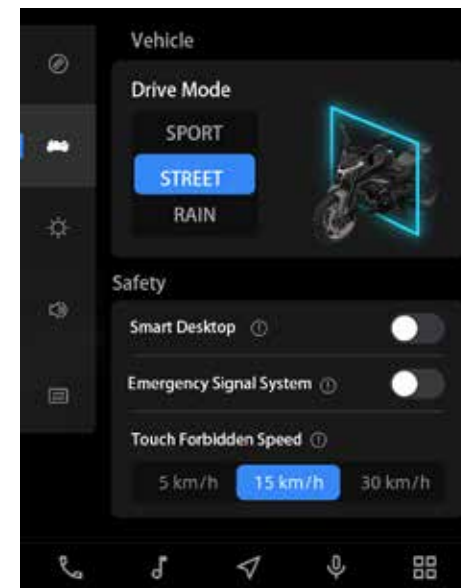 Vehicle
Drive Mode
SPORT
STREET
RAIN
Safety
Smart Desktop
Emergency Signal System
Touch Forbidden Speed
5 km/h 15 km/h 30 km/h